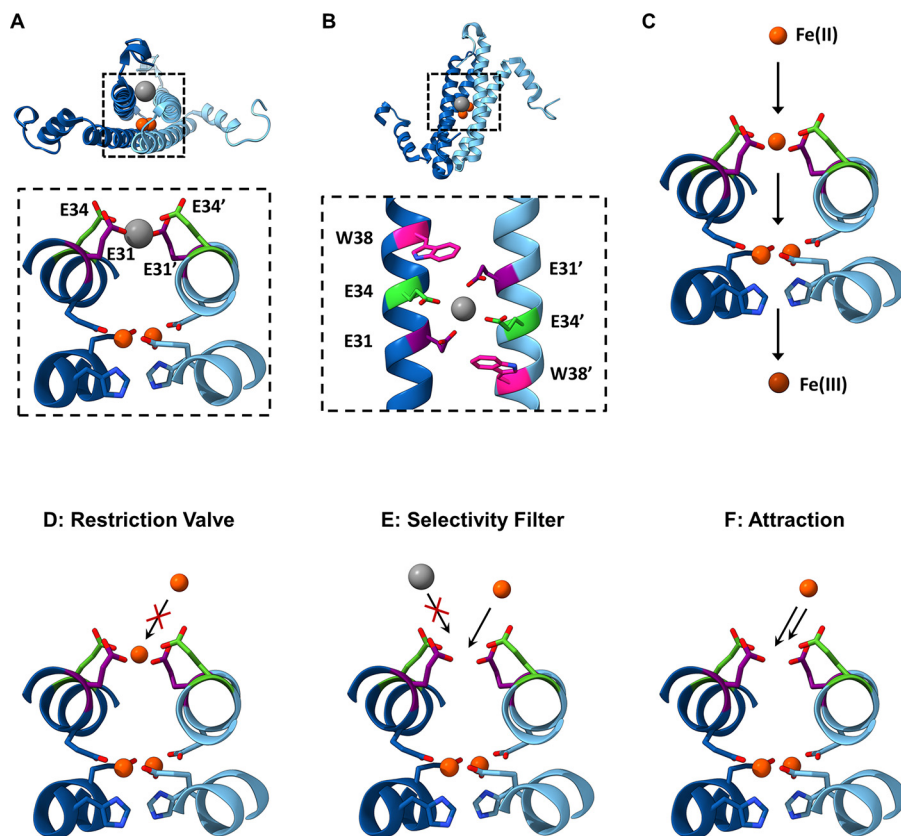 A
B
C
Fe(II)
E34
E34’
E31
E31’
W38
E31’
E34
E34’
E31
W38’
Fe(III)
D: Restriction Valve
E: Selectivity Filter
F: Attraction